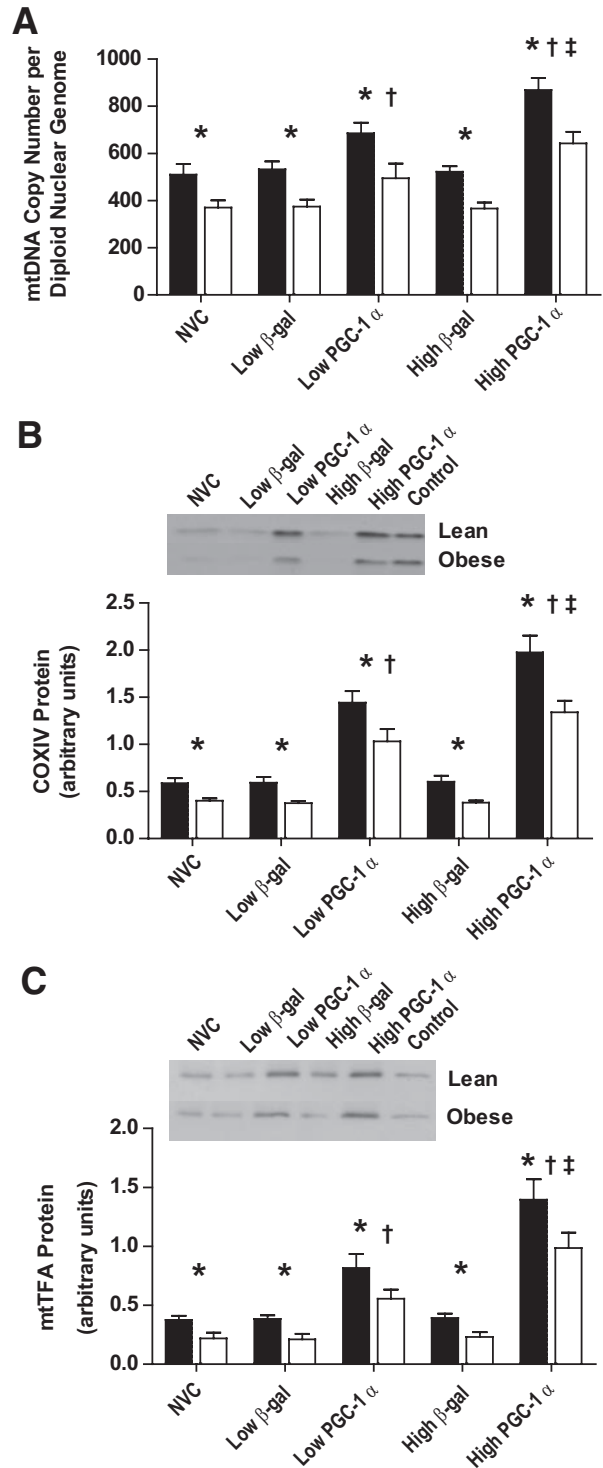 A
mtDNA Copy Number per
Diploid Nuclear Genome
1000
800
600
400
200
0
*
*
* †
*
* † ‡
NVC
Low β-gal
Low PGC-1 α
High β-gal
High PGC-1 α
B
NVC
Low β-gal
Low PGC-1 α
High β-gal
High PGC-1 α
Control
Lean
Obese
COXIV Protein
(arbitrary units)
2.5
2.0
1.5
1.0
0.5
0.0
*
*
* †
*
* † ‡
NVC
Low β-gal
Low PGC-1 α
High β-gal
High PGC-1 α
C
NVC
Low β-gal
Low PGC-1 α
High β-gal
High PGC-1 α
Control
Lean
Obese
mtTFA Protein
(arbitrary units)
2.0
1.5
1.0
0.5
0.0
*
*
* †
*
* † ‡
NVC
Low β-gal
Low PGC-1 α
High β-gal
High PGC-1 α